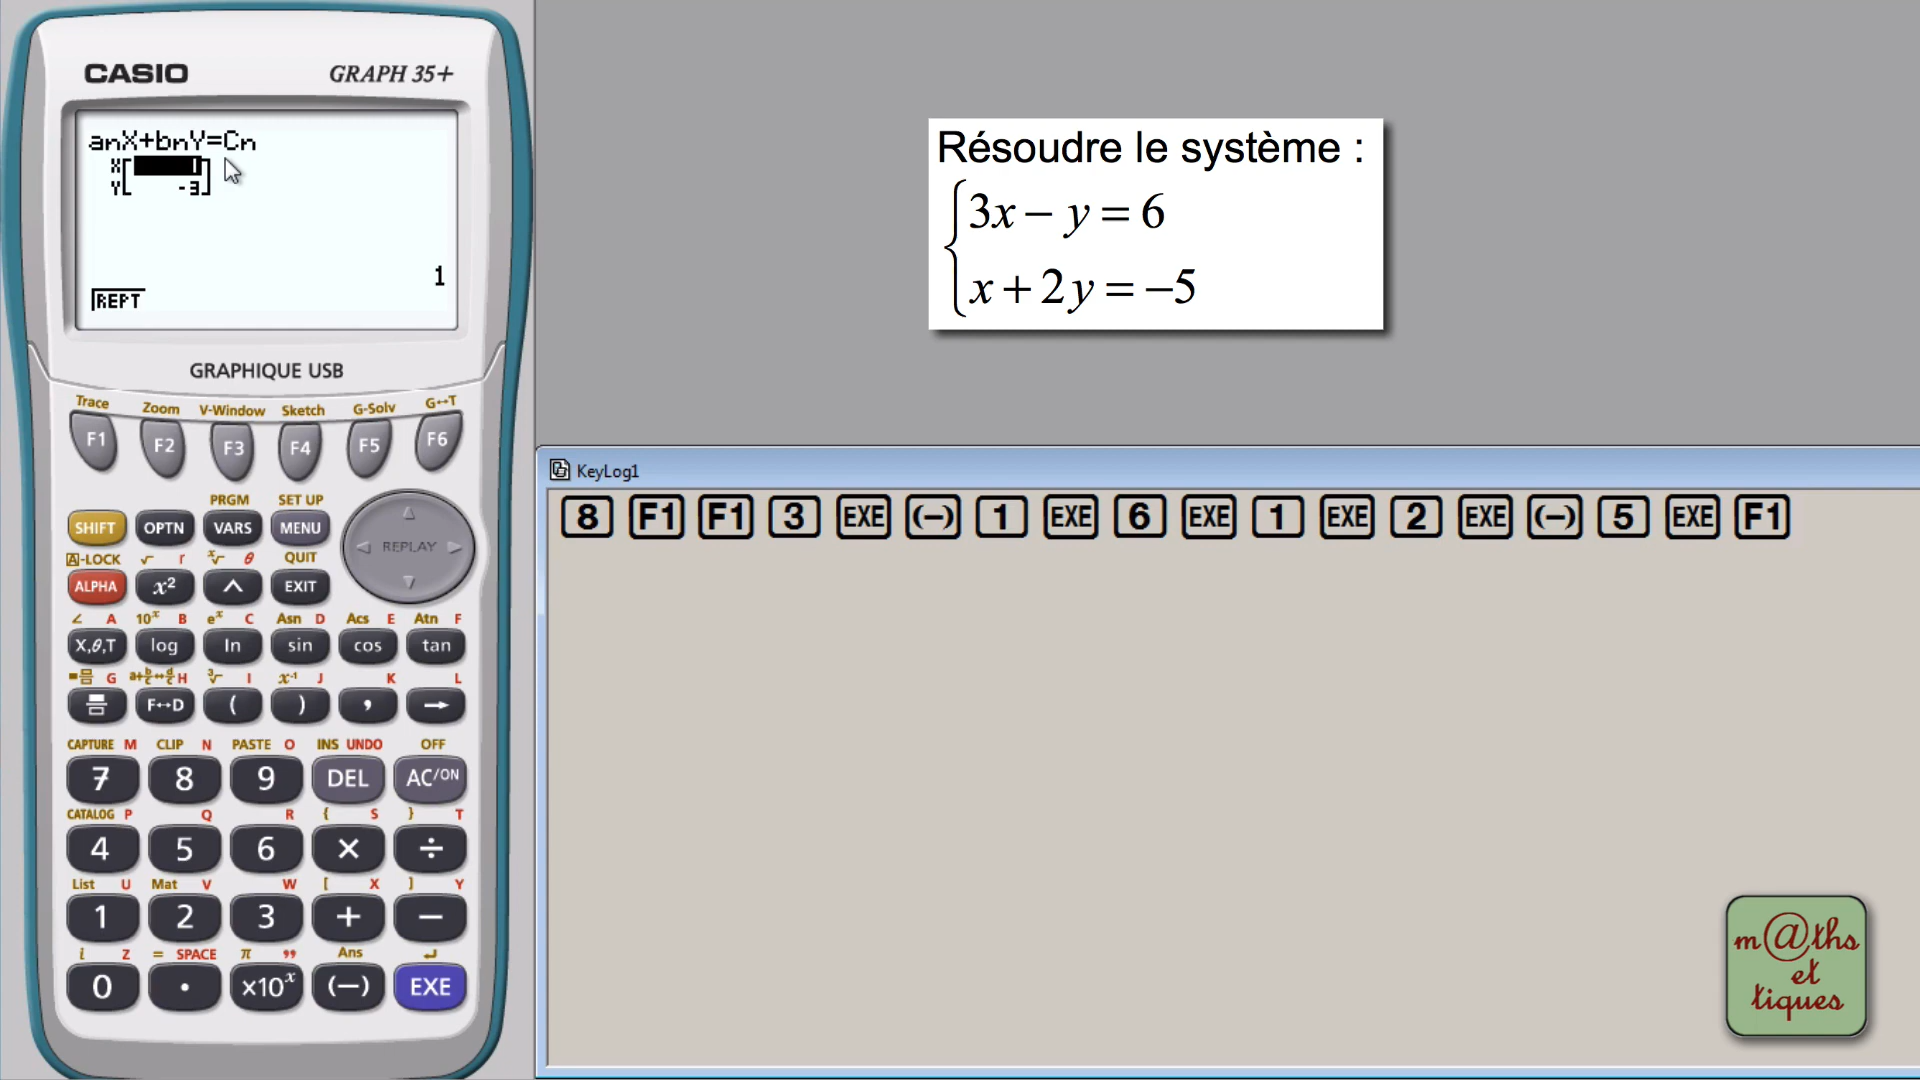 CASIO GRAPH 35+
anX+bnY=Cn
X[ 1]
Y[ -3]
1
REPT
GRAPHIQUE USB
Trace Zoom V-Window Sketch G-Solv G↔T
F1 F2 F3 F4 F5 F6
PRGM SET UP
SHIFT OPTN VARS MENU
REPLAY
A-LOCK √ r ˣ√ θ QUIT
ALPHA x² ^ EXIT
∠ A 10ˣ B eˣ C Asn D Acs E Atn F
X,θ,T log ln sin cos tan
G a+b/c↔d/c H ³√ I x⁻¹ J K L
F↔D ( ) , →
CAPTURE M CLIP N PASTE O INS UNDO OFF
7 8 9 DEL AC/ON
CATALOG P Q R { S } T
4 5 6 × ÷
List U Mat V W [ X ] Y
1 2 3 + −
i Z = SPACE π " Ans ↵
0 . ×10ˣ (−) EXE
Résoudre le système :
3x − y = 6
x + 2y = −5
KeyLog1
8 F1 F1 3 EXE (−) 1 EXE 6 EXE 1 EXE 2 EXE (−) 5 EXE F1
m@ths
et
tiques